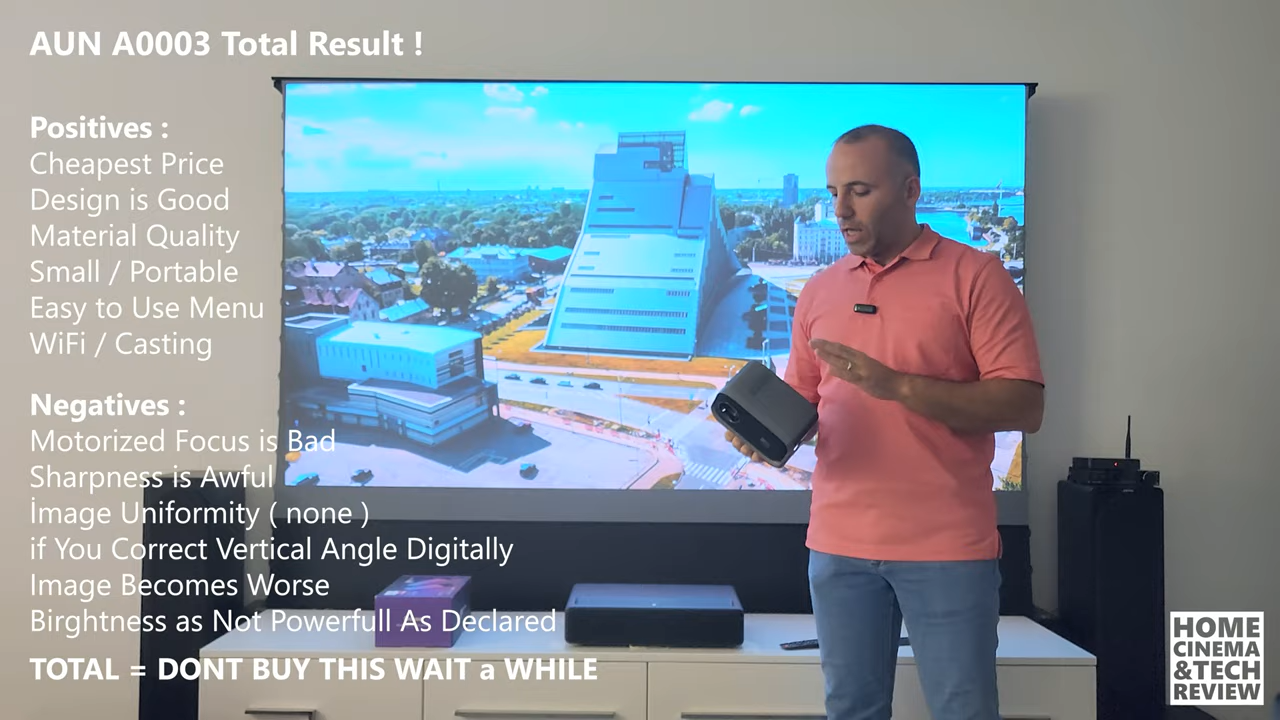 AUN A0003 Total Result !
Positives :
Cheapest Price
Design is Good
Material Quality
Small / Portable
Easy to Use Menu
WiFi / Casting
Negatives :
Motorized Focus is Bad
Sharpness is Awful
İmage Uniformity ( none )
if You Correct Vertical Angle Digitally
Image Becomes Worse
Birghtness as Not Powerfull As Declared
TOTAL = DONT BUY THIS WAIT a WHILE
HOME
CINEMA
&TECH
REVIEW